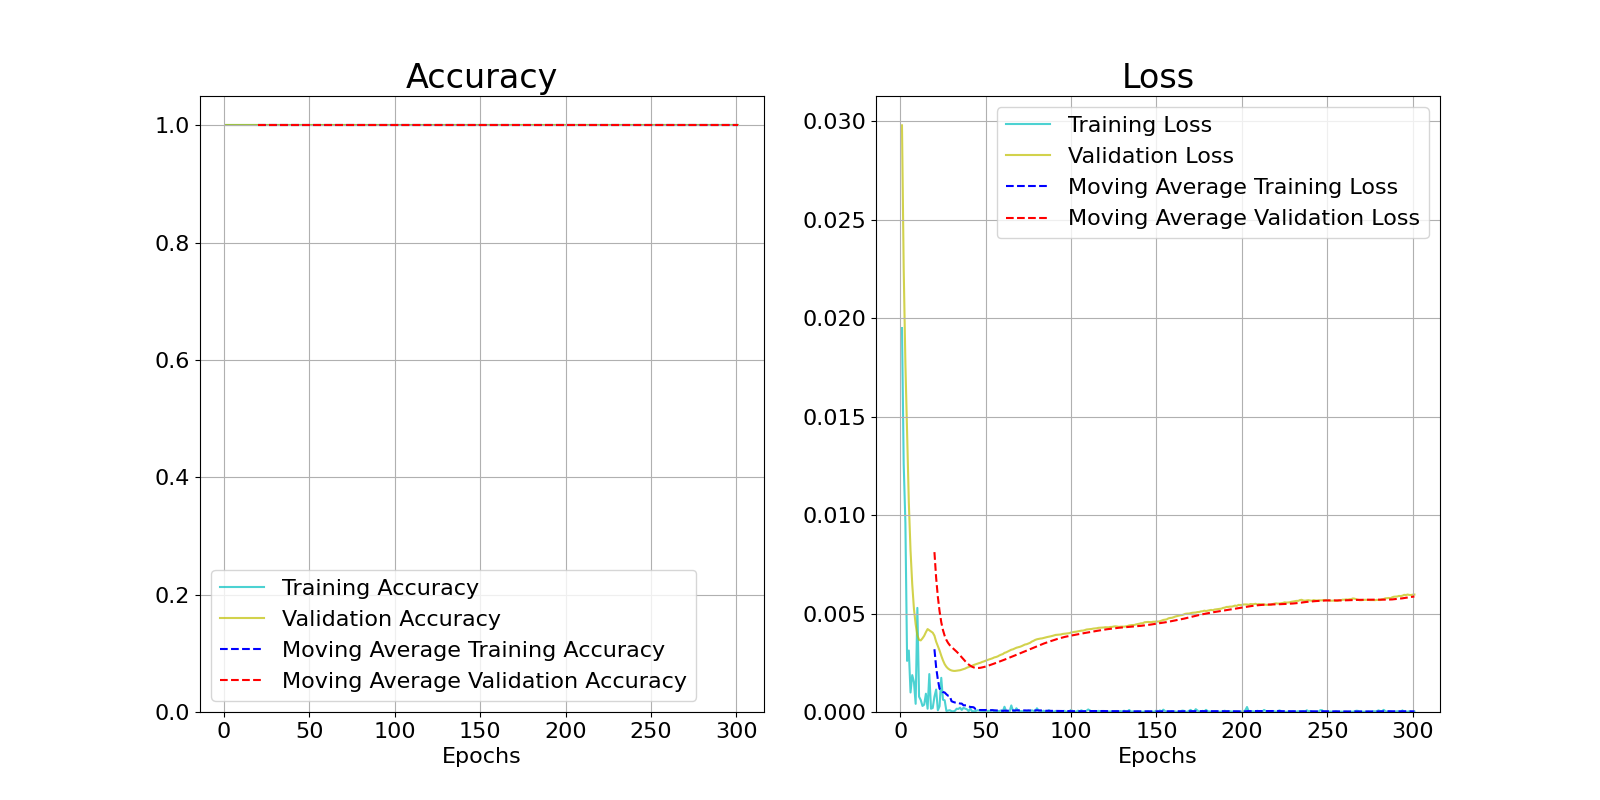 Accuracy
1.0
0.8
0.6
0.4
0.2
0.0
Training Accuracy
Validation Accuracy
Moving Average Training Accuracy
Moving Average Validation Accuracy
0 50 100 150 200 250 300
Epochs
Loss
0.030
0.025
0.020
0.015
0.010
0.005
0.000
Training Loss
Validation Loss
Moving Average Training Loss
Moving Average Validation Loss
0 50 100 150 200 250 300
Epochs